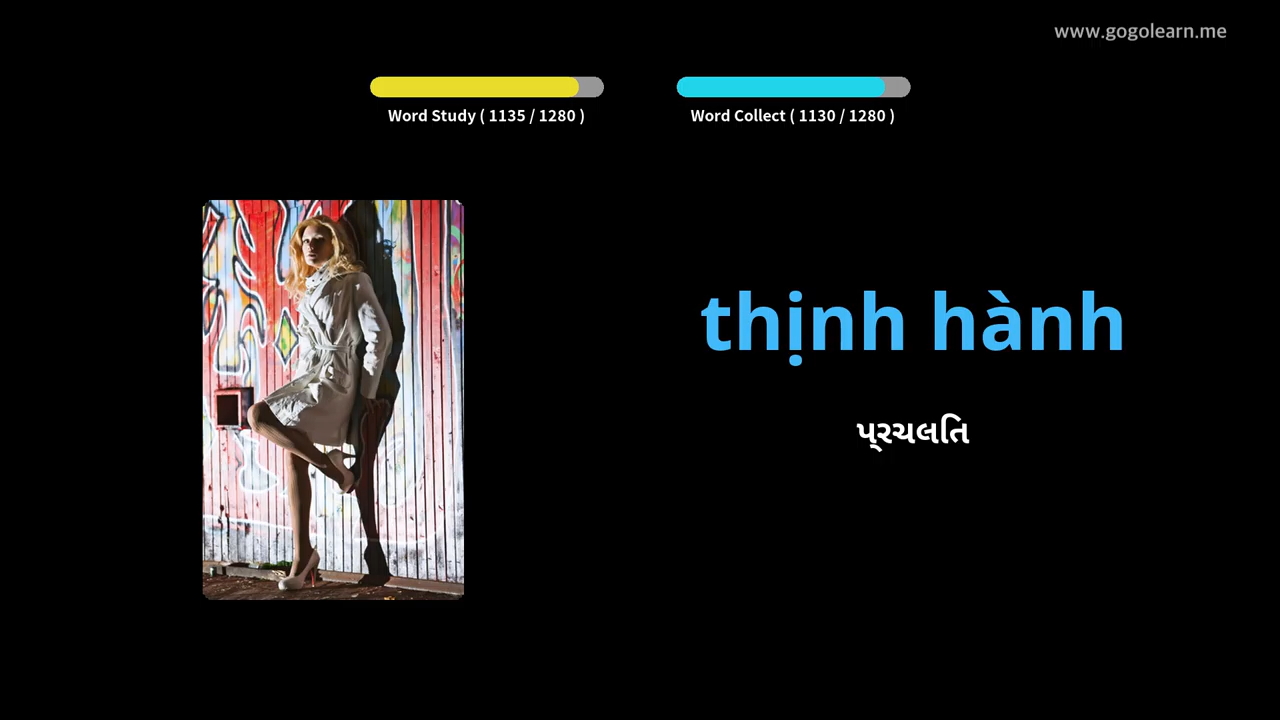 www.gogolearn.me
Word Study ( 1135 / 1280 )
Word Collect ( 1130 / 1280 )
thịnh hành
પ્રચલતિ